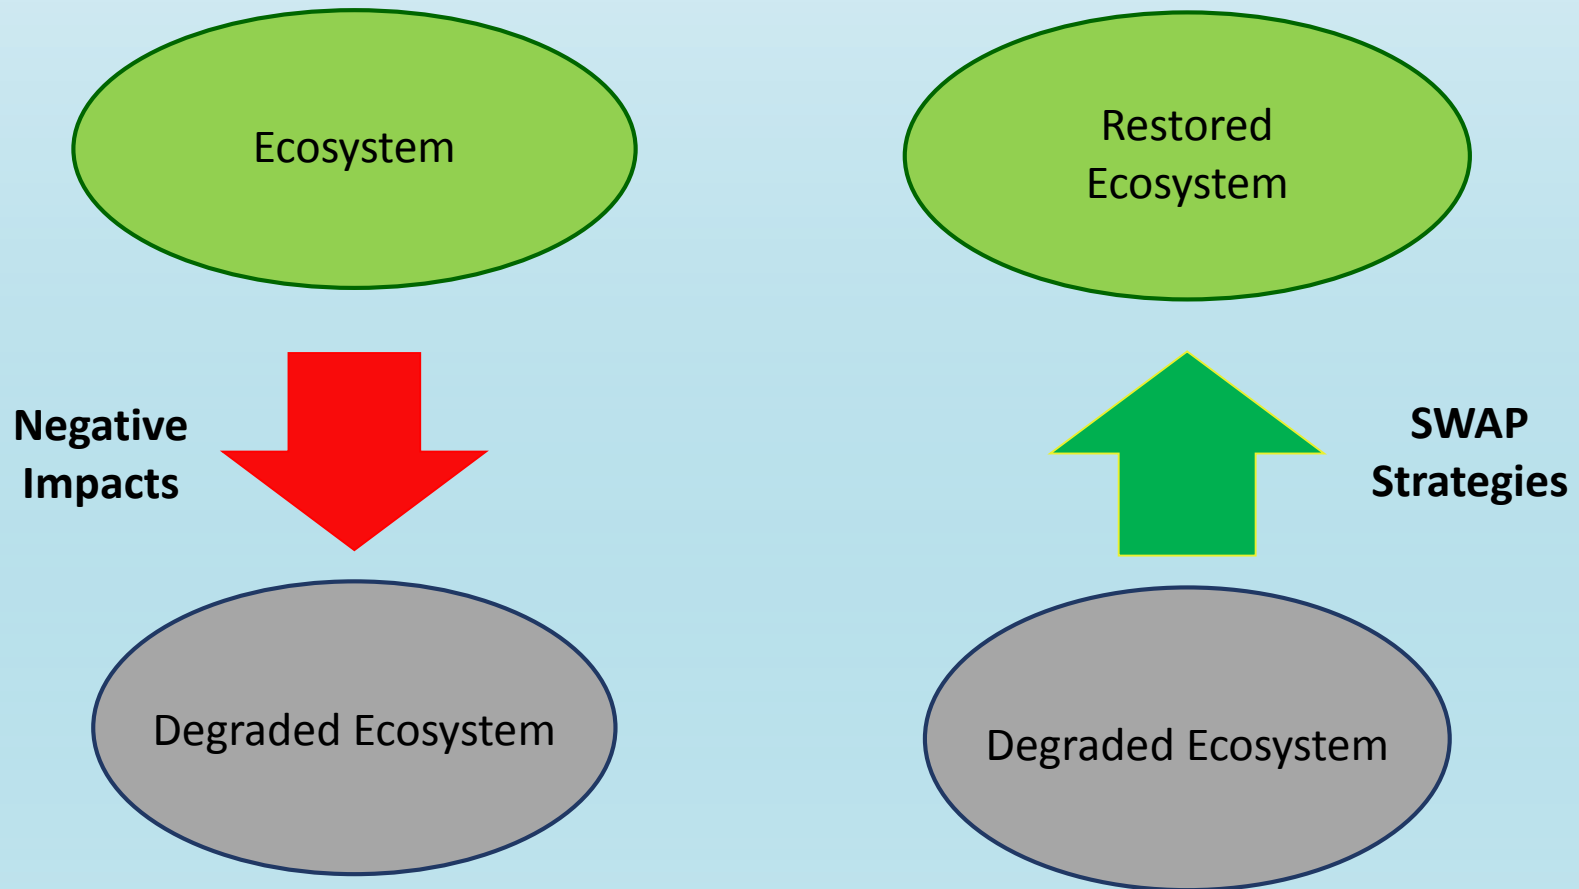 Ecosystem
Negative
Impacts
Degraded Ecosystem
Restored
Ecosystem
SWAP
Strategies
Degraded Ecosystem